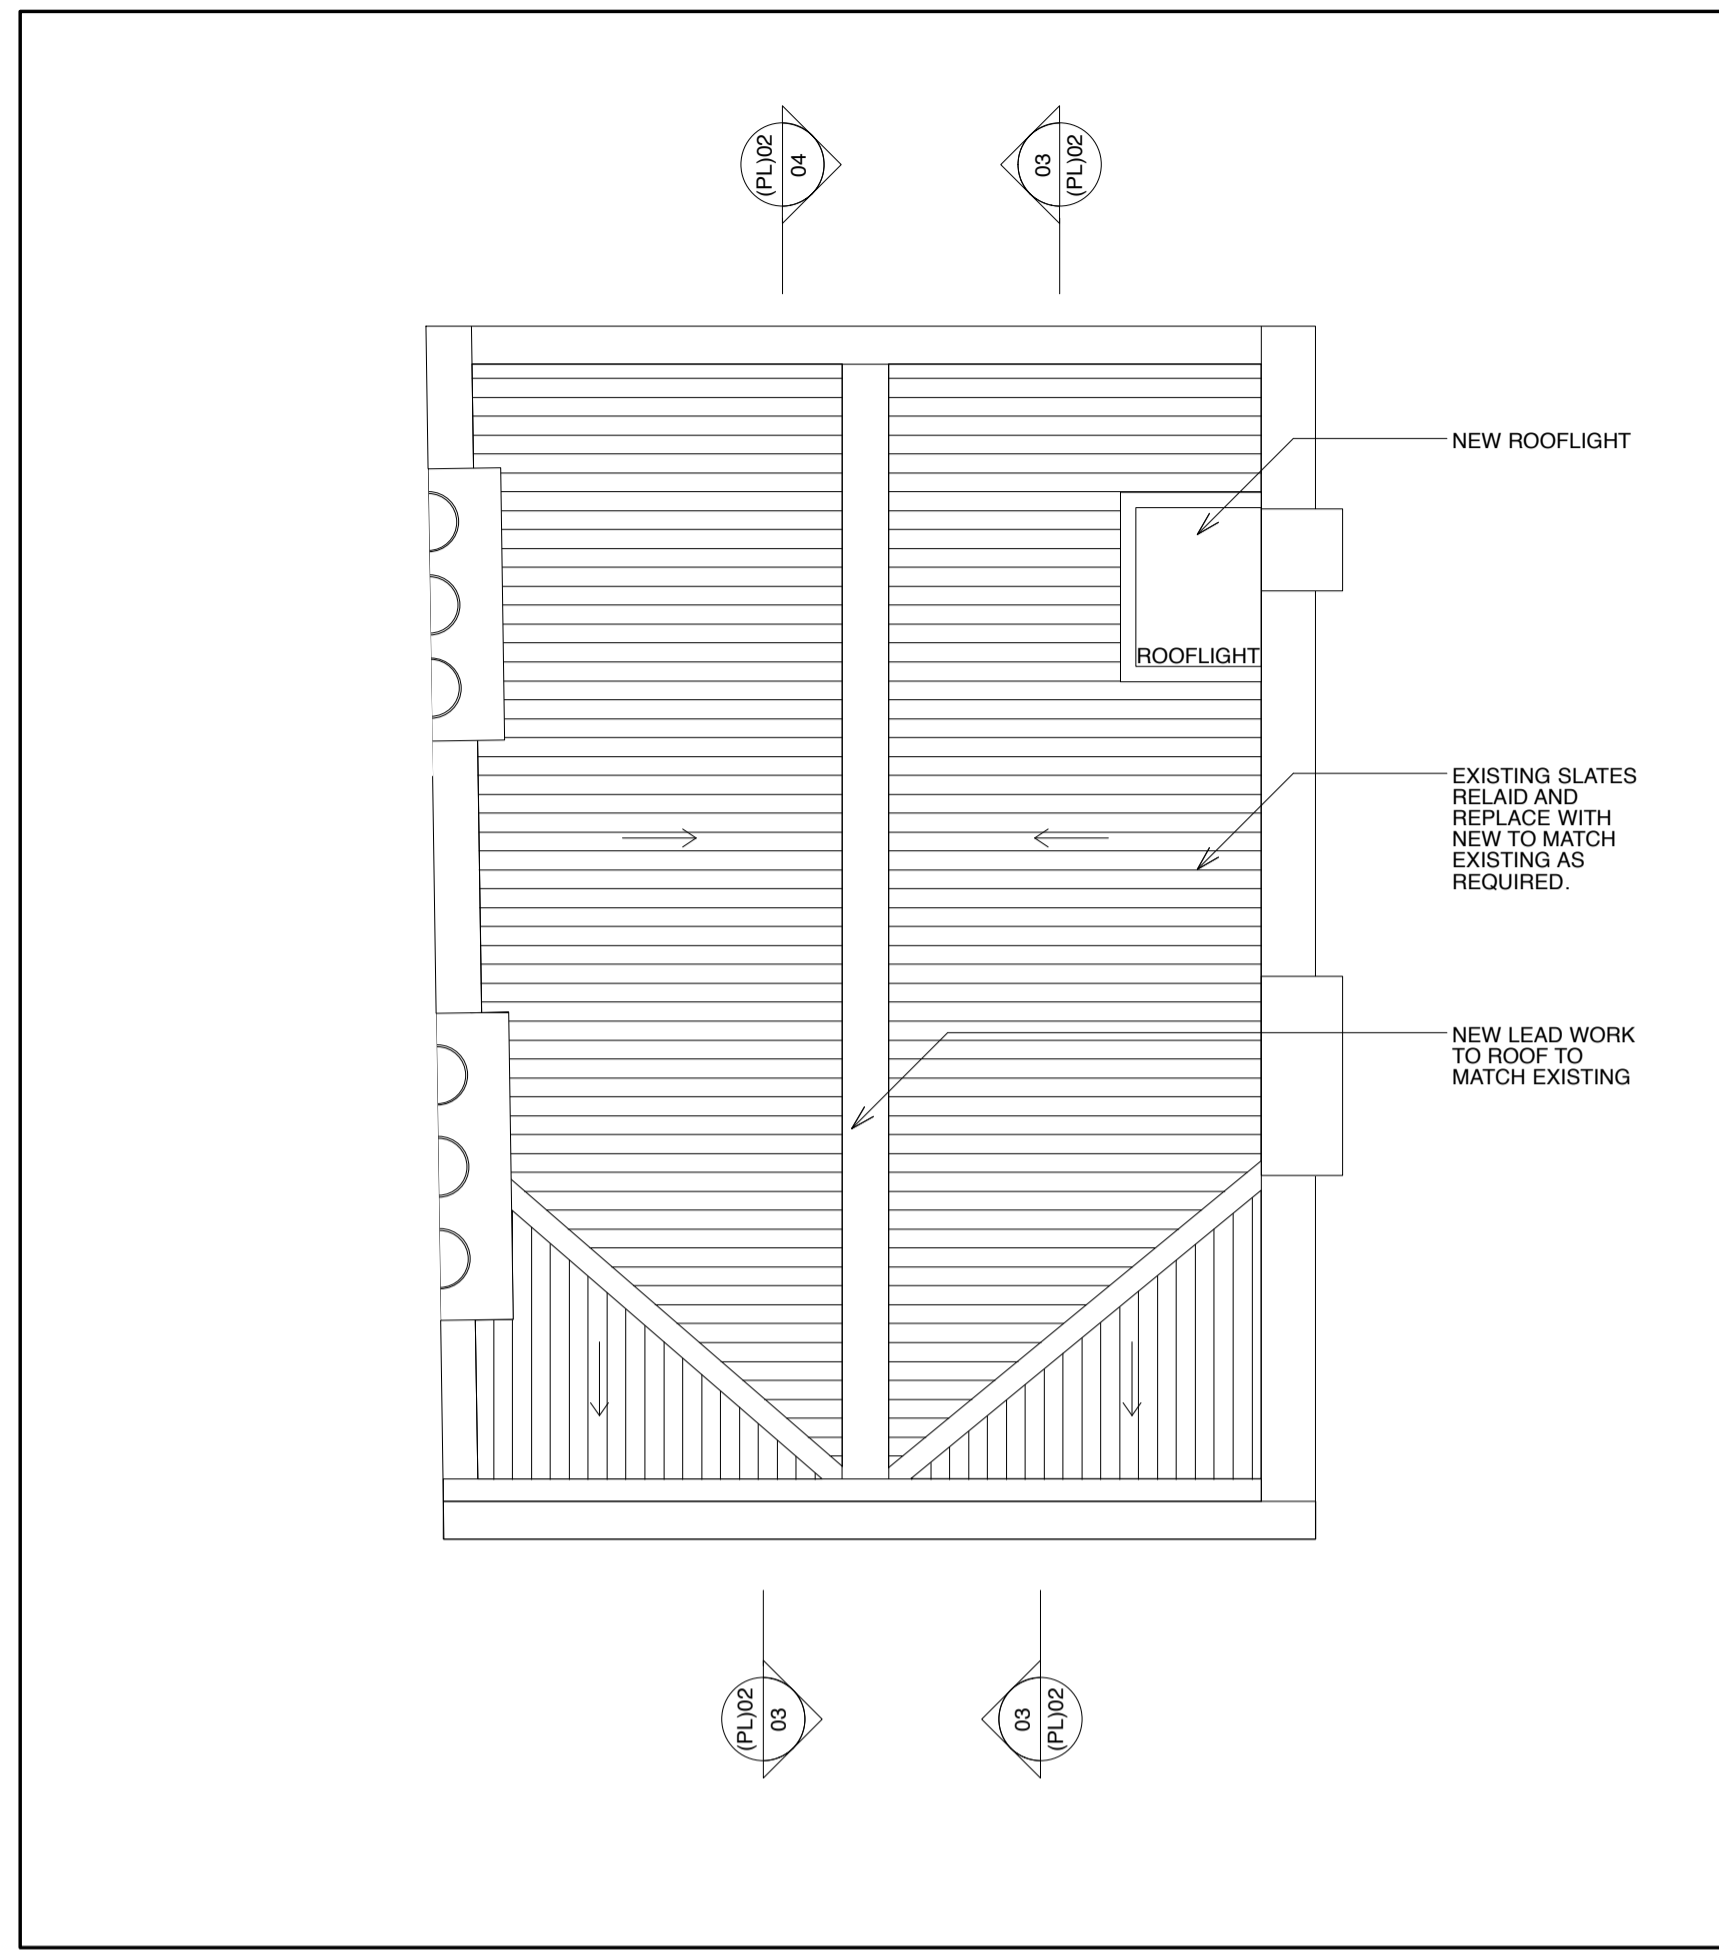 (PL)02
04
03
(PL)02
NEW ROOFLIGHT
ROOFLIGHT
EXISTING SLATES
RELAID AND
REPLACE WITH
NEW TO MATCH
EXISTING AS
REQUIRED.
NEW LEAD WORK
TO ROOF TO
MATCH EXISTING
(PL)02
03
03
(PL)02